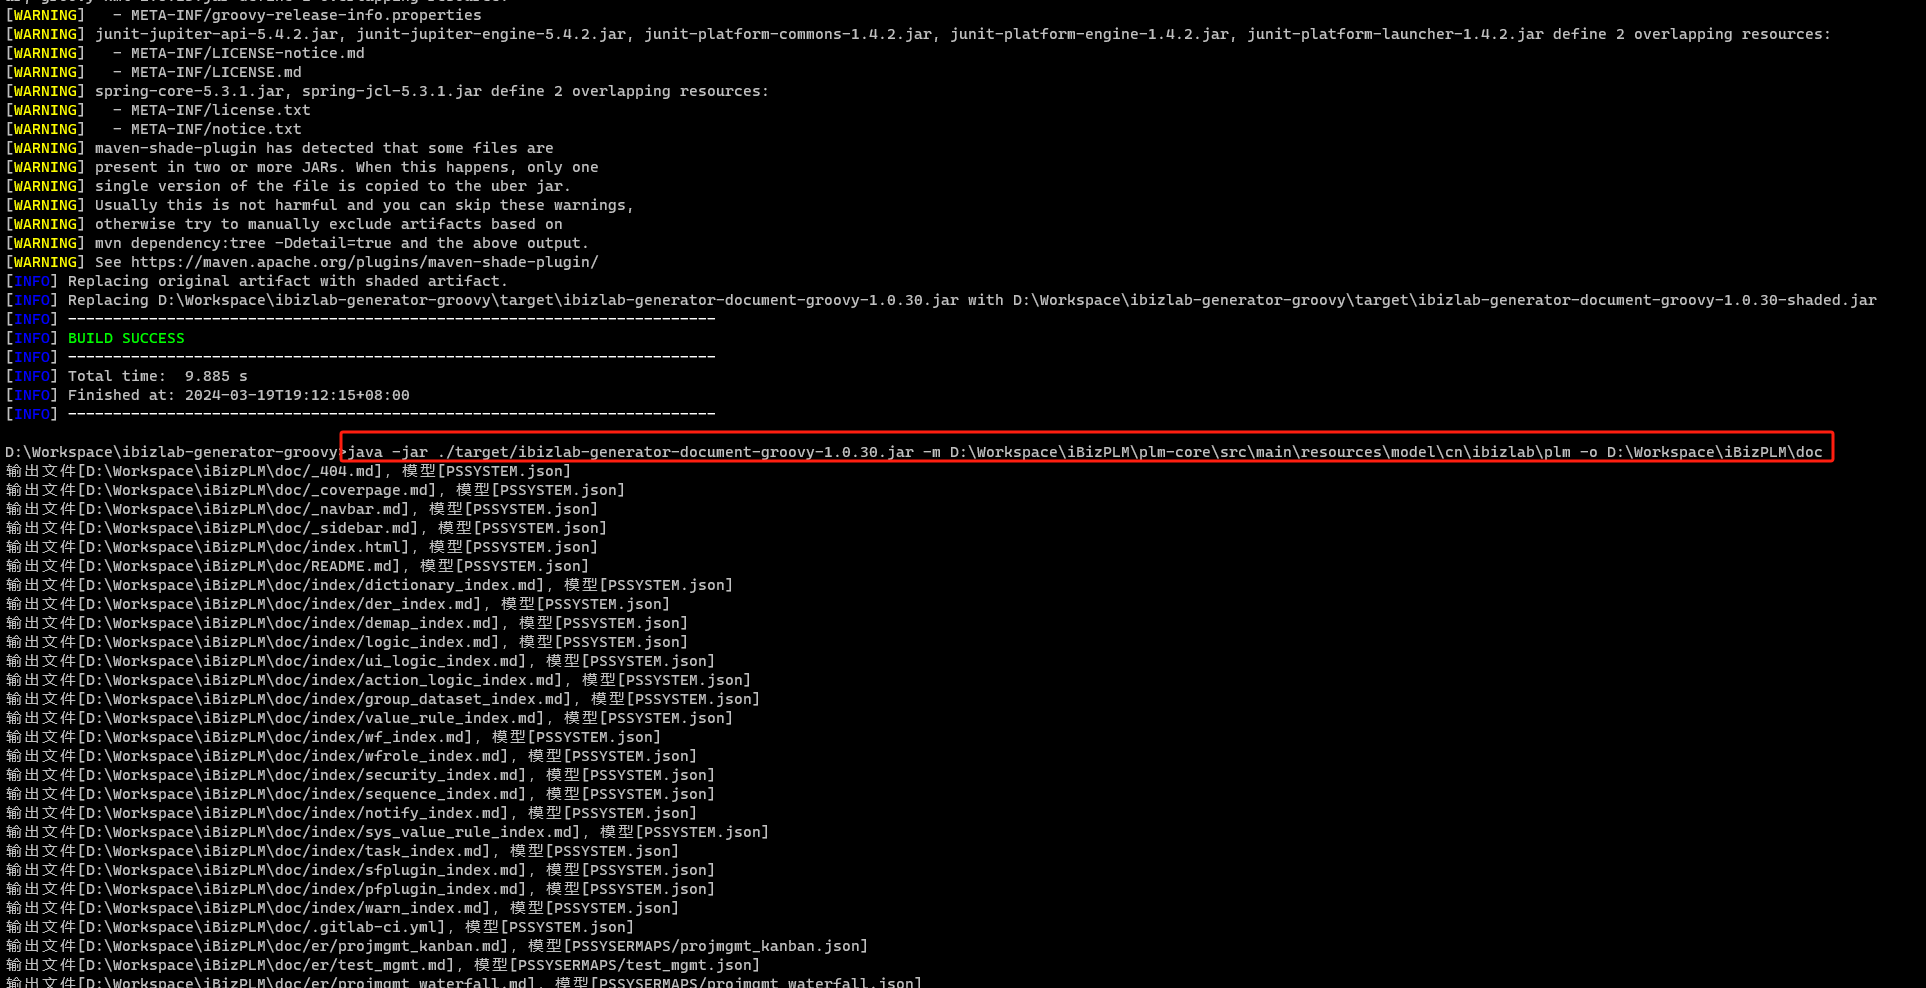 [WARNING]   - META-INF/groovy-release-info.properties
[WARNING] junit-jupiter-api-5.4.2.jar, junit-jupiter-engine-5.4.2.jar, junit-platform-commons-1.4.2.jar, junit-platform-engine-1.4.2.jar, junit-platform-launcher-1.4.2.jar define 2 overlapping resources:
[WARNING]   - META-INF/LICENSE-notice.md
[WARNING]   - META-INF/LICENSE.md
[WARNING] spring-core-5.3.1.jar, spring-jcl-5.3.1.jar define 2 overlapping resources:
[WARNING]   - META-INF/license.txt
[WARNING]   - META-INF/notice.txt
[WARNING] maven-shade-plugin has detected that some files are
[WARNING] present in two or more JARs. When this happens, only one
[WARNING] single version of the file is copied to the uber jar.
[WARNING] Usually this is not harmful and you can skip these warnings,
[WARNING] otherwise try to manually exclude artifacts based on
[WARNING] mvn dependency:tree -Ddetail=true and the above output.
[WARNING] See https://maven.apache.org/plugins/maven-shade-plugin/
[INFO] Replacing original artifact with shaded artifact.
[INFO] Replacing D:\Workspace\ibizlab-generator-groovy\target\ibizlab-generator-document-groovy-1.0.30.jar with D:\Workspace\ibizlab-generator-groovy\target\ibizlab-generator-document-groovy-1.0.30-shaded.jar
[INFO] ------------------------------------------------------------------------
[INFO] BUILD SUCCESS
[INFO] ------------------------------------------------------------------------
[INFO] Total time:  9.885 s
[INFO] Finished at: 2024-03-19T19:12:15+08:00
[INFO] ------------------------------------------------------------------------
D:\Workspace\ibizlab-generator-groovy>java -jar ./target/ibizlab-generator-document-groovy-1.0.30.jar -m D:\Workspace\iBizPLM\plm-core\src\main\resources\model\cn\ibizlab\plm -o D:\Workspace\iBizPLM\doc
输出文件[D:\Workspace\iBizPLM\doc/_404.md], 模型[PSSYSTEM.json]
输出文件[D:\Workspace\iBizPLM\doc/_coverpage.md], 模型[PSSYSTEM.json]
输出文件[D:\Workspace\iBizPLM\doc/_navbar.md], 模型[PSSYSTEM.json]
输出文件[D:\Workspace\iBizPLM\doc/_sidebar.md], 模型[PSSYSTEM.json]
输出文件[D:\Workspace\iBizPLM\doc/index.html], 模型[PSSYSTEM.json]
输出文件[D:\Workspace\iBizPLM\doc/README.md], 模型[PSSYSTEM.json]
输出文件[D:\Workspace\iBizPLM\doc/index/dictionary_index.md], 模型[PSSYSTEM.json]
输出文件[D:\Workspace\iBizPLM\doc/index/der_index.md], 模型[PSSYSTEM.json]
输出文件[D:\Workspace\iBizPLM\doc/index/demap_index.md], 模型[PSSYSTEM.json]
输出文件[D:\Workspace\iBizPLM\doc/index/logic_index.md], 模型[PSSYSTEM.json]
输出文件[D:\Workspace\iBizPLM\doc/index/ui_logic_index.md], 模型[PSSYSTEM.json]
输出文件[D:\Workspace\iBizPLM\doc/index/action_logic_index.md], 模型[PSSYSTEM.json]
输出文件[D:\Workspace\iBizPLM\doc/index/group_dataset_index.md], 模型[PSSYSTEM.json]
输出文件[D:\Workspace\iBizPLM\doc/index/value_rule_index.md], 模型[PSSYSTEM.json]
输出文件[D:\Workspace\iBizPLM\doc/index/wf_index.md], 模型[PSSYSTEM.json]
输出文件[D:\Workspace\iBizPLM\doc/index/wfrole_index.md], 模型[PSSYSTEM.json]
输出文件[D:\Workspace\iBizPLM\doc/index/security_index.md], 模型[PSSYSTEM.json]
输出文件[D:\Workspace\iBizPLM\doc/index/sequence_index.md], 模型[PSSYSTEM.json]
输出文件[D:\Workspace\iBizPLM\doc/index/notify_index.md], 模型[PSSYSTEM.json]
输出文件[D:\Workspace\iBizPLM\doc/index/sys_value_rule_index.md], 模型[PSSYSTEM.json]
输出文件[D:\Workspace\iBizPLM\doc/index/task_index.md], 模型[PSSYSTEM.json]
输出文件[D:\Workspace\iBizPLM\doc/index/sfplugin_index.md], 模型[PSSYSTEM.json]
输出文件[D:\Workspace\iBizPLM\doc/index/pfplugin_index.md], 模型[PSSYSTEM.json]
输出文件[D:\Workspace\iBizPLM\doc/index/warn_index.md], 模型[PSSYSTEM.json]
输出文件[D:\Workspace\iBizPLM\doc/.gitlab-ci.yml], 模型[PSSYSTEM.json]
输出文件[D:\Workspace\iBizPLM\doc/er/projmgmt_kanban.md], 模型[PSSYSERMAPS/projmgmt_kanban.json]
输出文件[D:\Workspace\iBizPLM\doc/er/test_mgmt.md], 模型[PSSYSERMAPS/test_mgmt.json]
输出文件[D:\Workspace\iBizPLM\doc/er/projmgmt_waterfall.md], 模型[PSSYSERMAPS/projmgmt_waterfall.json]